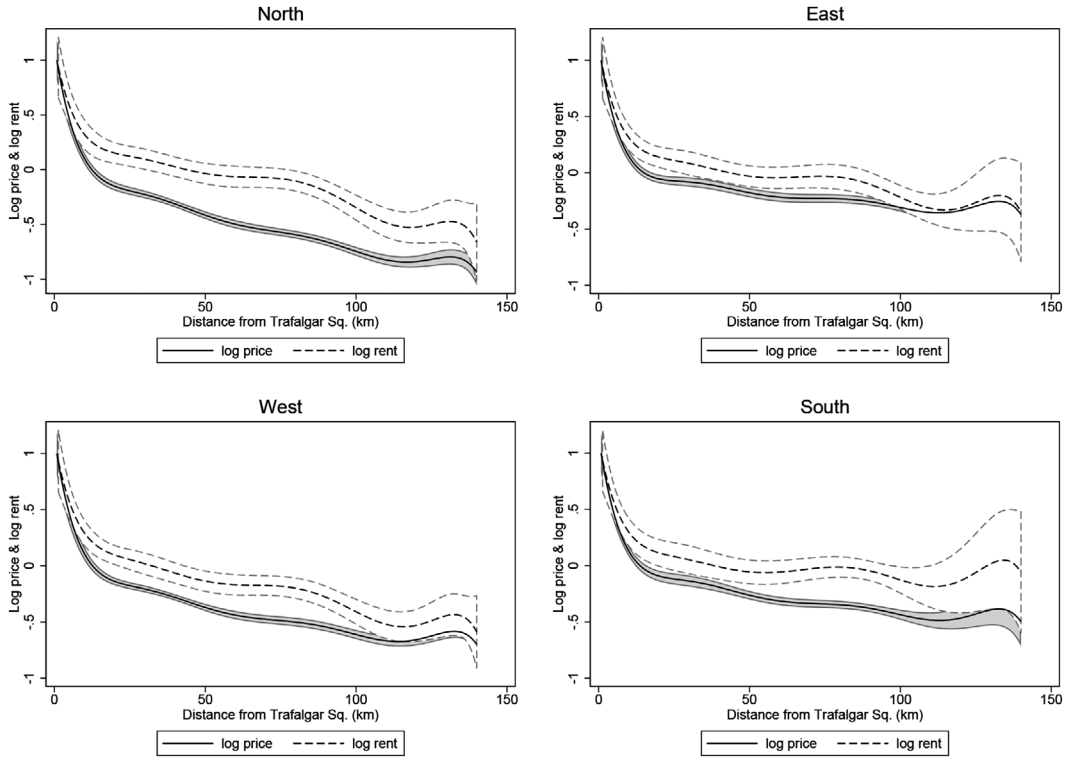 North
Log price & log rent
1
.5
0
-.5
-1
0 50 100 150
Distance from Trafalgar Sq. (km)
log price log rent
East
Log price & log rent
1
.5
0
-.5
-1
0 50 100 150
Distance from Trafalgar Sq. (km)
log price log rent
West
Log price & log rent
1
.5
0
-.5
-1
0 50 100 150
Distance from Trafalgar Sq. (km)
log price log rent
South
Log price & log rent
1
.5
0
-.5
-1
0 50 100 150
Distance from Trafalgar Sq. (km)
log price log rent